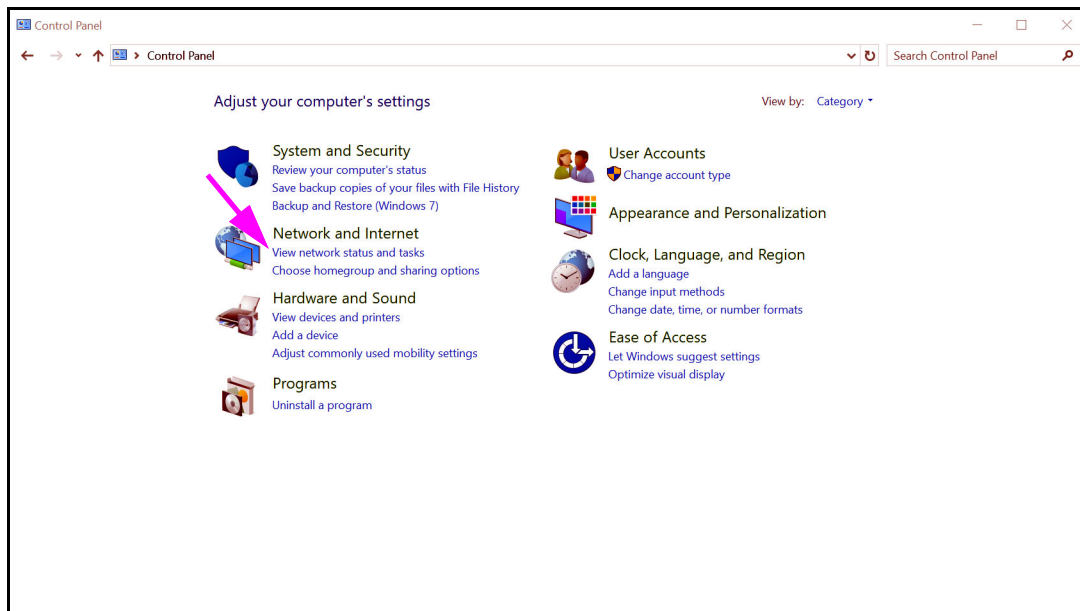 Control Panel
Control Panel
Search Control Panel
Adjust your computer's settings
View by: Category
System and Security
Review your computer's status
Save backup copies of your files with File History
Backup and Restore (Windows 7)
Network and Internet
View network status and tasks
Choose homegroup and sharing options
Hardware and Sound
View devices and printers
Add a device
Adjust commonly used mobility settings
Programs
Uninstall a program
User Accounts
Change account type
Appearance and Personalization
Clock, Language, and Region
Add a language
Change input methods
Change date, time, or number formats
Ease of Access
Let Windows suggest settings
Optimize visual display